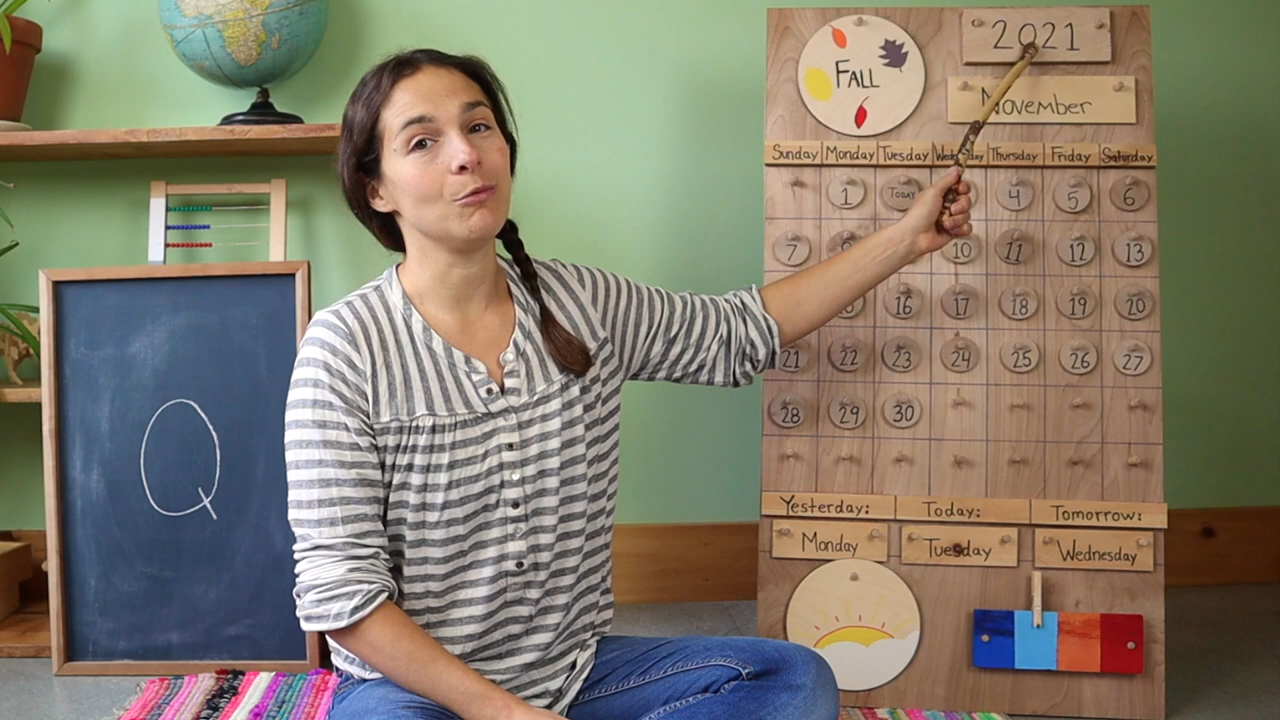 Q
2021
FALL
November
Sunday Monday Tuesday Wednesday Thursday Friday Saturday
1 TODAY 4 5 6
7 10 11 12 13
16 17 18 19 20
21 22 23 24 25 26 27
28 29 30
Yesterday: Today: Tomorrow:
Monday Tuesday Wednesday